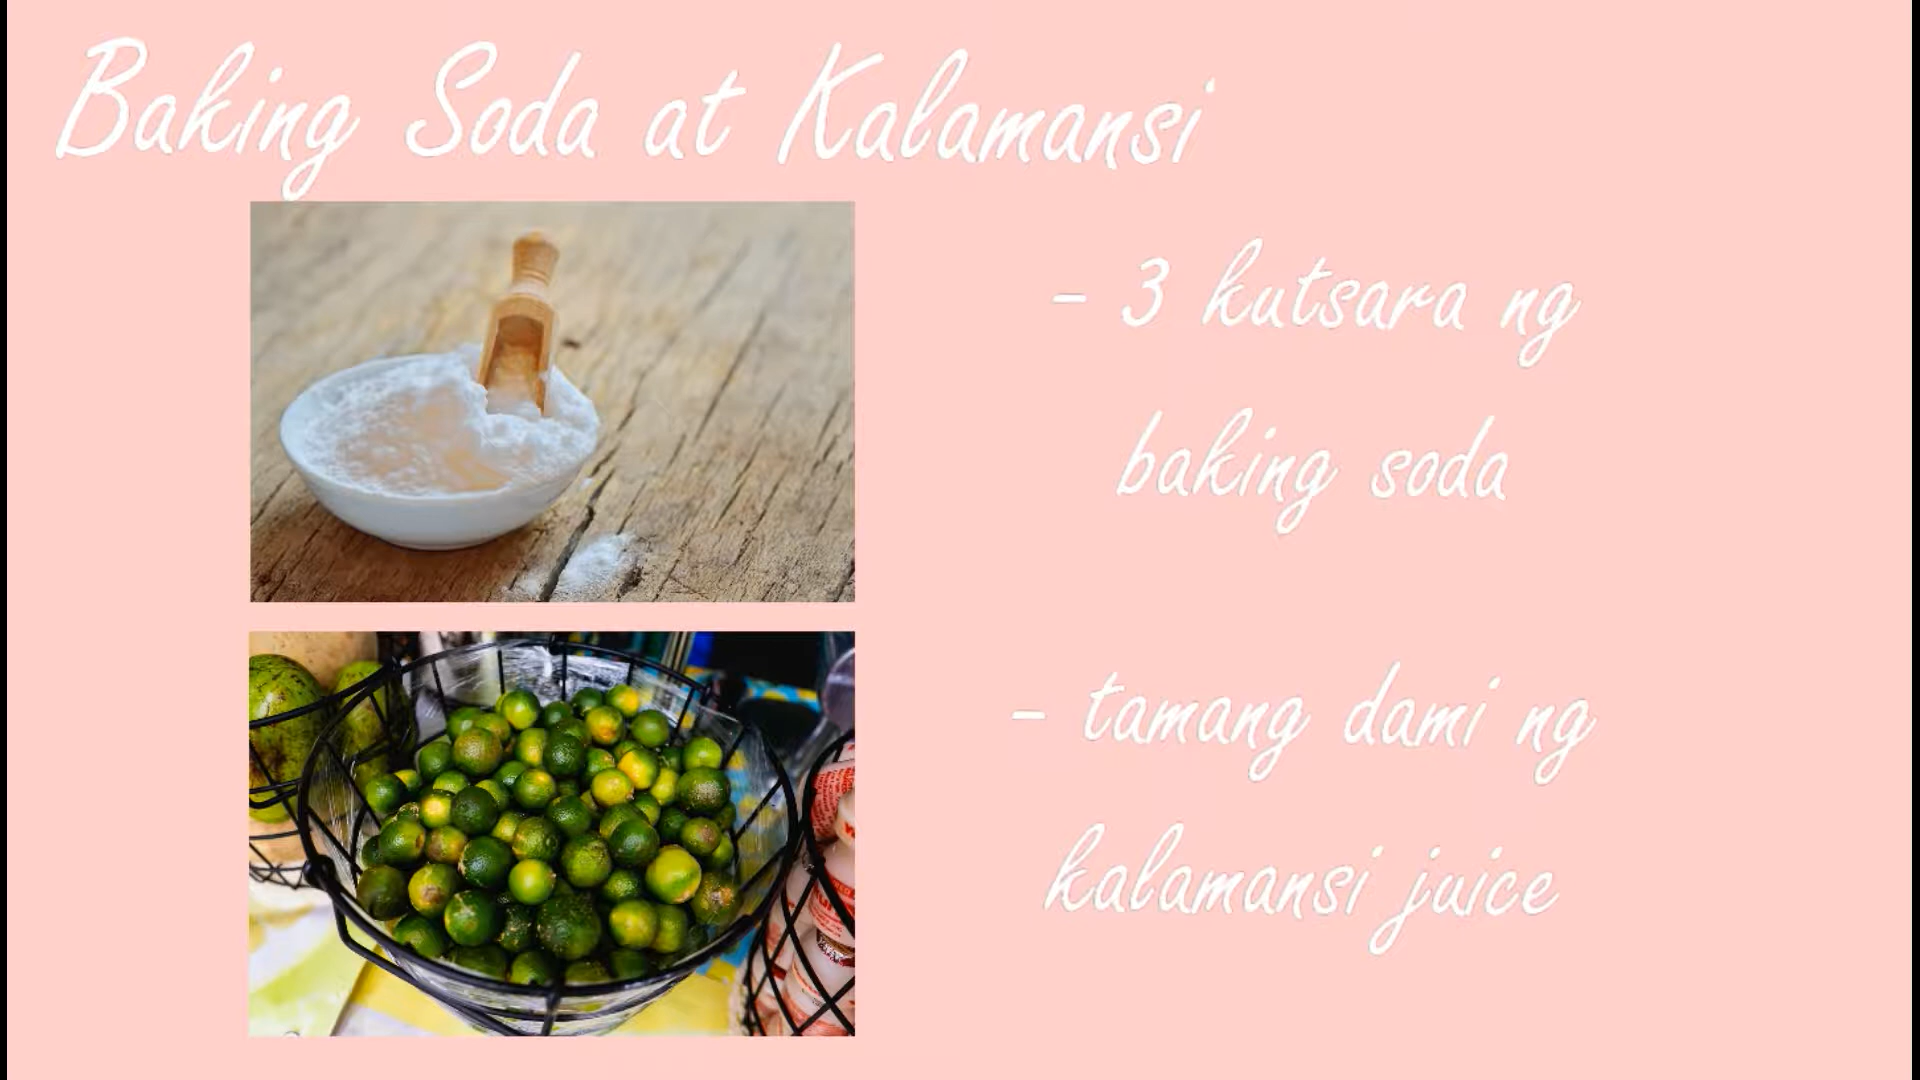 Baking Soda at Kalamansi
- 3 kutsara ng
baking soda
- tamang dami ng
kalamansi juice